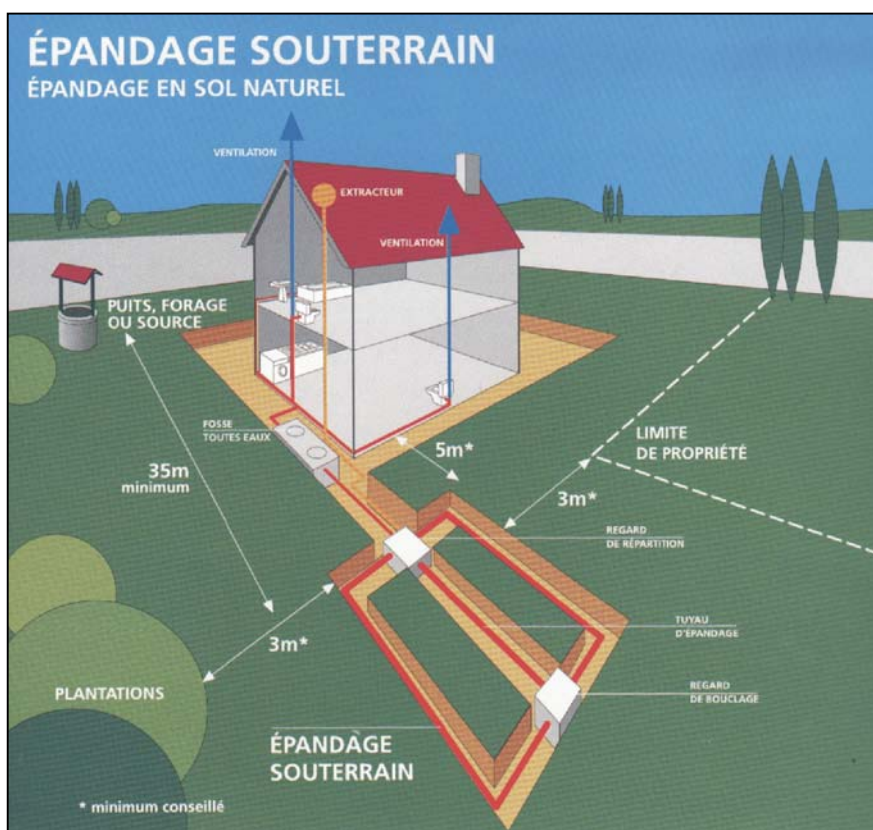 ÉPANDAGE SOUTERRAIN
ÉPANDAGE EN SOL NATUREL
VENTILATION
EXTRACTEUR
VENTILATION
PUITS, FORAGE
OU SOURCE
FOSSE
TOUTES EAUX
5m*
LIMITE
DE PROPRIÉTÉ
35m
minimum
3m*
REGARD
DE RÉPARTITION
TUYAU
D'ÉPANDAGE
3m*
PLANTATIONS
REGARD
DE BOUCLAGE
ÉPANDAGE
SOUTERRAIN
* minimum conseillé